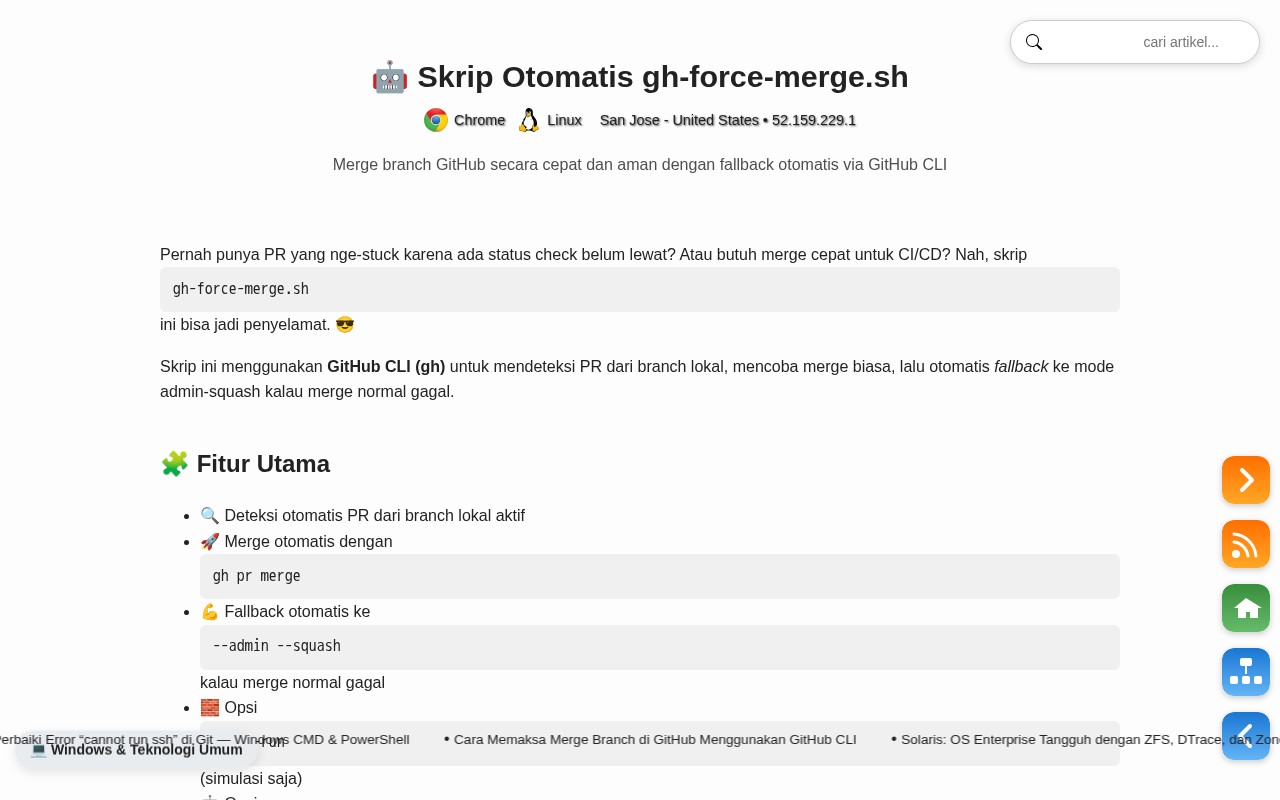 cari artikel...
🤖 Skrip Otomatis gh-force-merge.sh
Chrome Linux San Jose - United States • 52.159.229.1
Merge branch GitHub secara cepat dan aman dengan fallback otomatis via GitHub CLI
Pernah punya PR yang nge-stuck karena ada status check belum lewat? Atau butuh merge cepat untuk CI/CD? Nah, skrip
gh-force-merge.sh
ini bisa jadi penyelamat. 😎
Skrip ini menggunakan GitHub CLI (gh) untuk mendeteksi PR dari branch lokal, mencoba merge biasa, lalu otomatis fallback ke mode
admin-squash kalau merge normal gagal.
🧩 Fitur Utama
• 🔍 Deteksi otomatis PR dari branch lokal aktif
• 🚀 Merge otomatis dengan
gh pr merge
• 💪 Fallback otomatis ke
--admin --squash
kalau merge normal gagal
• 🧱 Opsi
-run
erbaiki Error “cannot run ssh” di Git — Windows CMD & PowerShell • Cara Memaksa Merge Branch di GitHub Menggunakan GitHub CLI • Solaris: OS Enterprise Tangguh dengan ZFS, DTrace, dan Zon
💻 Windows & Teknologi Umum
(simulasi saja)